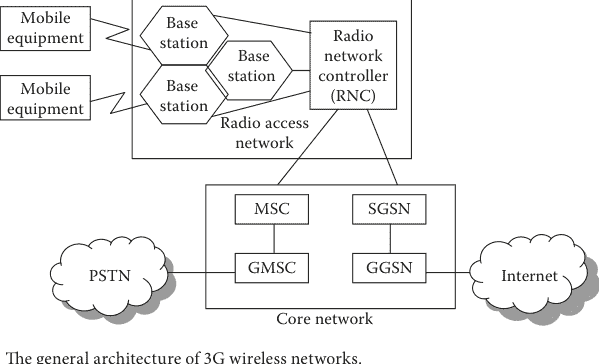 Mobile
equipment
Base
station
Radio
network
controller
(RNC)
Base
station
Mobile
equipment
Base
station
Radio access
network
MSC
SGSN
PSTN
GMSC
GGSN
Internet
Core network
The general architecture of 3G wireless networks.